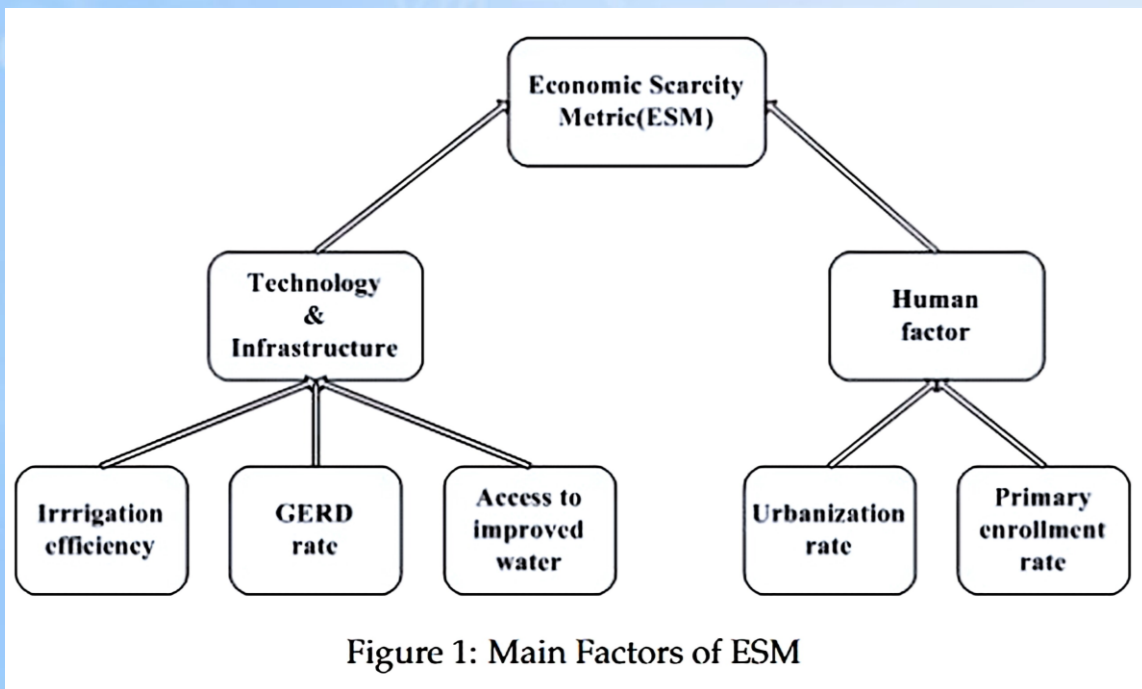 Economic Scarcity
Metric(ESM)
Technology
&
Infrastructure
Human
factor
Irrrigation
efficiency
GERD
rate
Access to
improved
water
Urbanization
rate
Primary
enrollment
rate
Figure 1: Main Factors of ESM